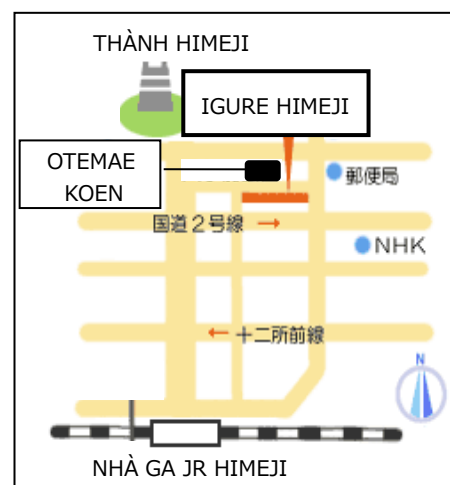 THÀNH HIMEJI
IGURE HIMEJI
OTEMAE
KOEN
郵便局
国道２号線 →
NHK
← 十二所前線
N
NHÀ GA JR HIMEJI